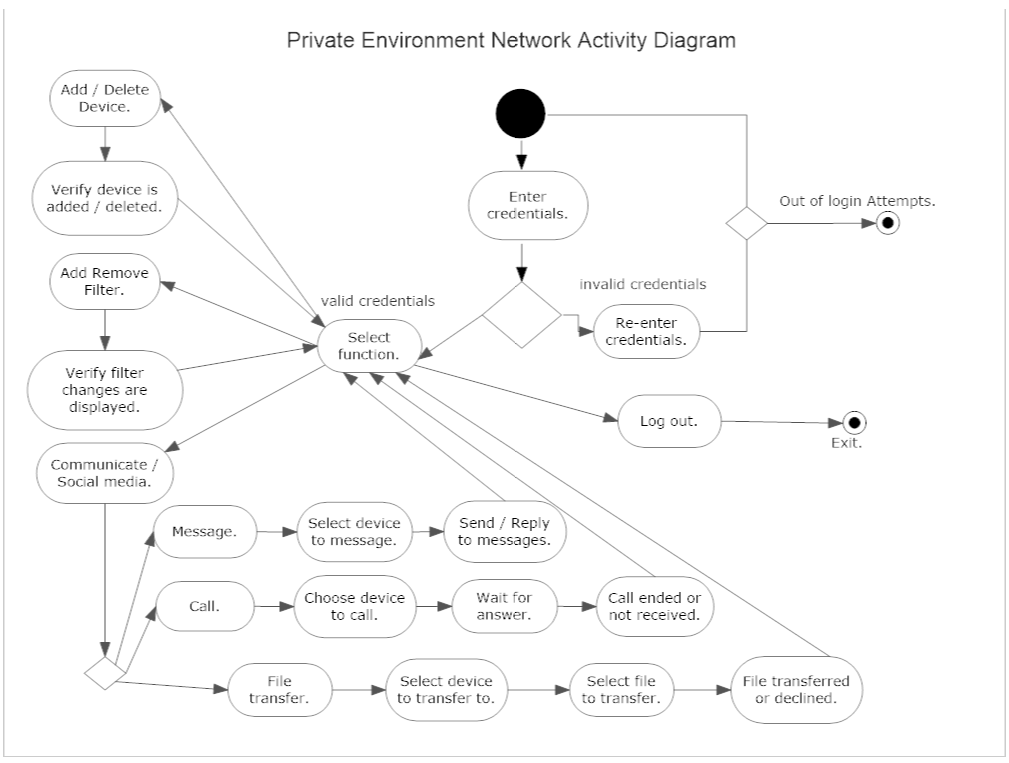 Private Environment Network Activity Diagram
Add / Delete
Device.
Verify device is
added / deleted.
Add Remove
Filter.
Verify filter
changes are
displayed.
Communicate /
Social media.
Enter
credentials.
Out of login Attempts.
invalid credentials
valid credentials
Re-enter
credentials.
Select
function.
Log out.
Exit.
Message.
Select device
to message.
Send / Reply
to messages.
Call.
Choose device
to call.
Wait for
answer.
Call ended or
not received.
File
transfer.
Select device
to transfer to.
Select file
to transfer.
File transferred
or declined.